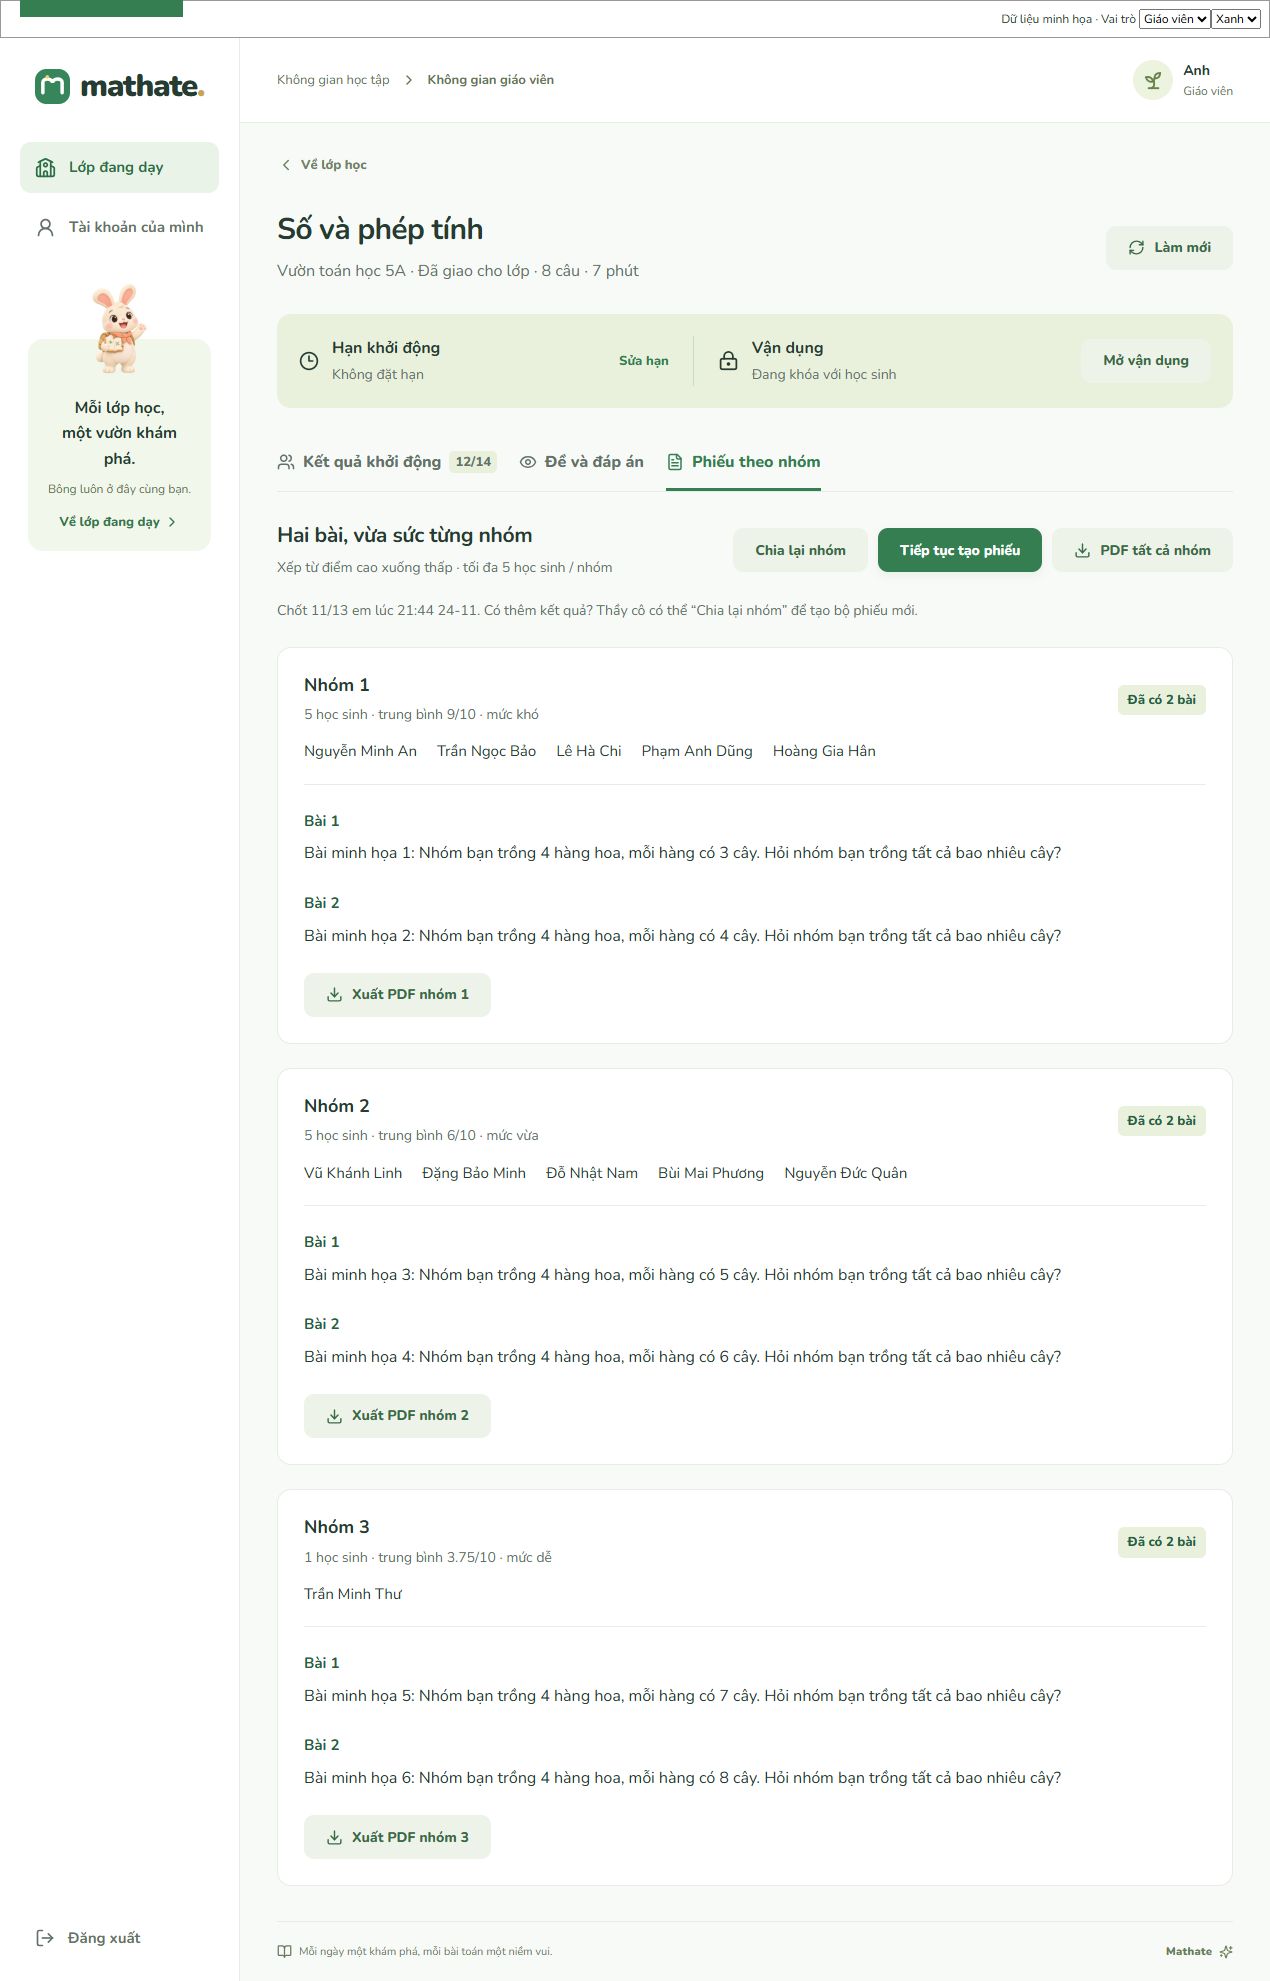 Dữ liệu minh họa · Vai trò Giáo viên Xanh
mathate.
Lớp đang dạy
Tài khoản của mình
Mỗi lớp học,
một vườn khám
phá.
Bông luôn ở đây cùng bạn.
Về lớp đang dạy
Đăng xuất
Không gian học tập > Không gian giáo viên
Anh
Giáo viên
Về lớp học
Số và phép tính
Vườn toán học 5A · Đã giao cho lớp · 8 câu · 7 phút
Làm mới
Hạn khởi động
Không đặt hạn
Sửa hạn
Vận dụng
Đang khóa với học sinh
Mở vận dụng
Kết quả khởi động 12/14
Đề và đáp án
Phiếu theo nhóm
Hai bài, vừa sức từng nhóm
Xếp từ điểm cao xuống thấp · tối đa 5 học sinh / nhóm
Chia lại nhóm
Tiếp tục tạo phiếu
PDF tất cả nhóm
Chốt 11/13 em lúc 21:44 24-11. Có thêm kết quả? Thầy cô có thể “Chia lại nhóm” để tạo bộ phiếu mới.
Nhóm 1
5 học sinh · trung bình 9/10 · mức khó
Đã có 2 bài
Nguyễn Minh An Trần Ngọc Bảo Lê Hà Chi Phạm Anh Dũng Hoàng Gia Hân
Bài 1
Bài minh họa 1: Nhóm bạn trồng 4 hàng hoa, mỗi hàng có 3 cây. Hỏi nhóm bạn trồng tất cả bao nhiêu cây?
Bài 2
Bài minh họa 2: Nhóm bạn trồng 4 hàng hoa, mỗi hàng có 4 cây. Hỏi nhóm bạn trồng tất cả bao nhiêu cây?
Xuất PDF nhóm 1
Nhóm 2
5 học sinh · trung bình 6/10 · mức vừa
Đã có 2 bài
Vũ Khánh Linh Đặng Bảo Minh Đỗ Nhật Nam Bùi Mai Phương Nguyễn Đức Quân
Bài 1
Bài minh họa 3: Nhóm bạn trồng 4 hàng hoa, mỗi hàng có 5 cây. Hỏi nhóm bạn trồng tất cả bao nhiêu cây?
Bài 2
Bài minh họa 4: Nhóm bạn trồng 4 hàng hoa, mỗi hàng có 6 cây. Hỏi nhóm bạn trồng tất cả bao nhiêu cây?
Xuất PDF nhóm 2
Nhóm 3
1 học sinh · trung bình 3.75/10 · mức dễ
Đã có 2 bài
Trần Minh Thư
Bài 1
Bài minh họa 5: Nhóm bạn trồng 4 hàng hoa, mỗi hàng có 7 cây. Hỏi nhóm bạn trồng tất cả bao nhiêu cây?
Bài 2
Bài minh họa 6: Nhóm bạn trồng 4 hàng hoa, mỗi hàng có 8 cây. Hỏi nhóm bạn trồng tất cả bao nhiêu cây?
Xuất PDF nhóm 3
Mỗi ngày một khám phá, mỗi bài toán một niềm vui.
Mathate